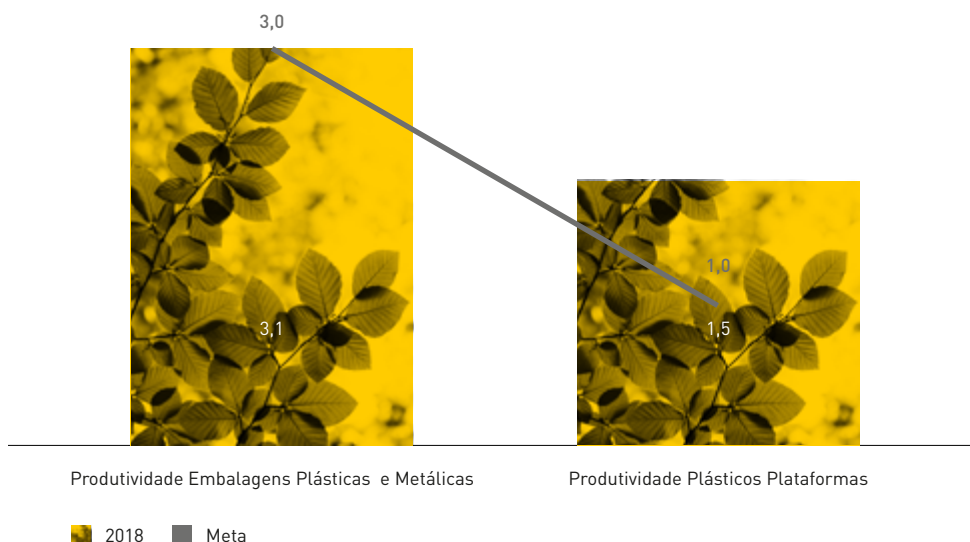 3,0
1,0
3,1
1,5
Produtividade Embalagens Plásticas e Metálicas
Produtividade Plásticos Plataformas
2018
Meta